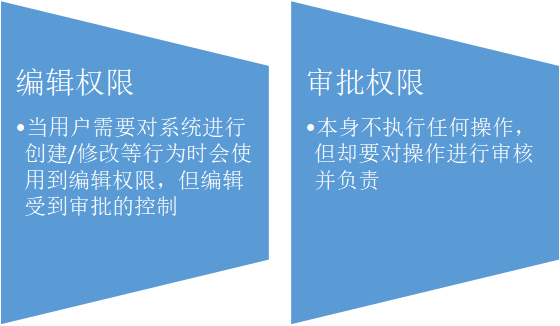 编辑权限
•当用户需要对系统进行
创建/修改等行为时会使
用到编辑权限，但编辑
受到审批的控制
审批权限
•本身不执行任何操作，
但却要对操作进行审核
并负责